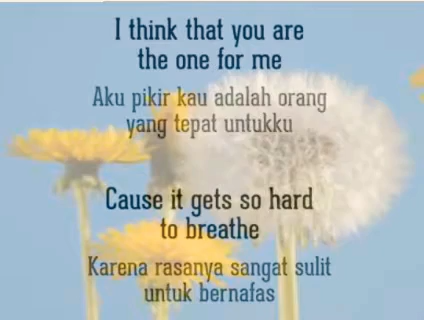 I think that you are
the one for me
Aku pikir kau adalah orang
yang tepat untukku
Cause it gets so hard
to breathe
Karena rasanya sangat sulit
untuk bernafas